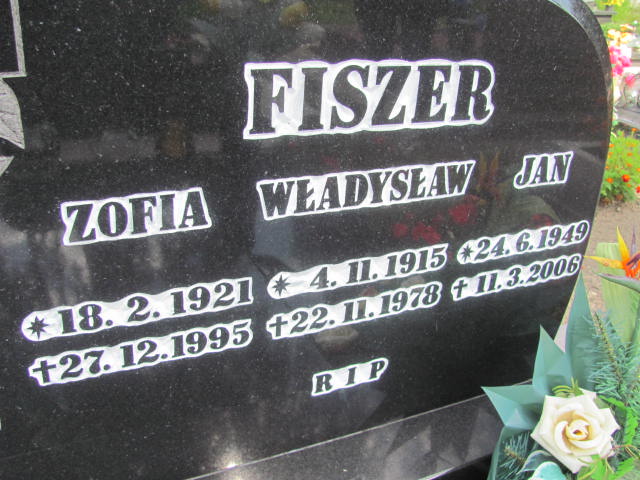 FISZER
ZOFIA WŁADYSŁAW JAN
* 18. 2. 1921 * 4. 11. 1915 * 24. 6. 1949
† 27. 12. 1995 † 22. 11. 1978 † 11. 3. 2006
R I P